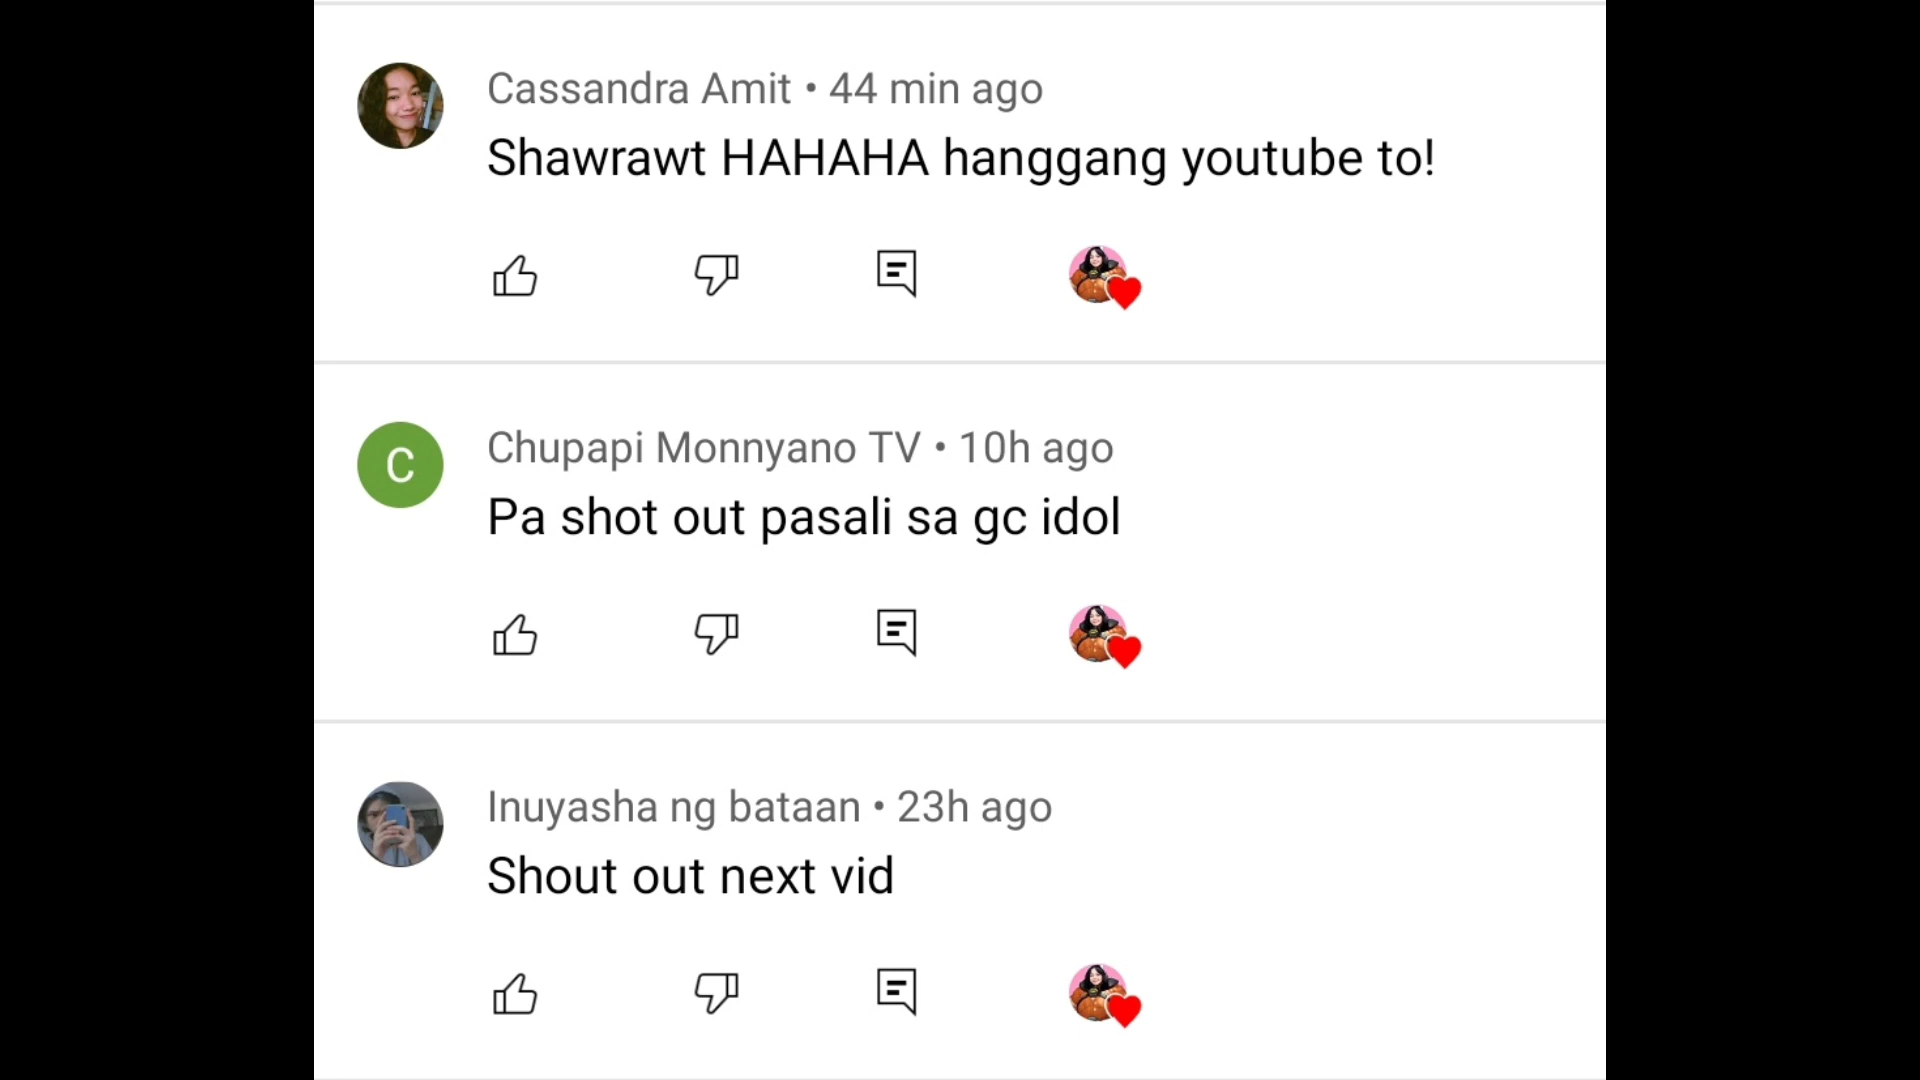 Cassandra Amit • 44 min ago
Shawrawt HAHAHA hanggang youtube to!
C
Chupapi Monnyano TV • 10h ago
Pa shot out pasali sa gc idol
Inuyasha ng bataan • 23h ago
Shout out next vid